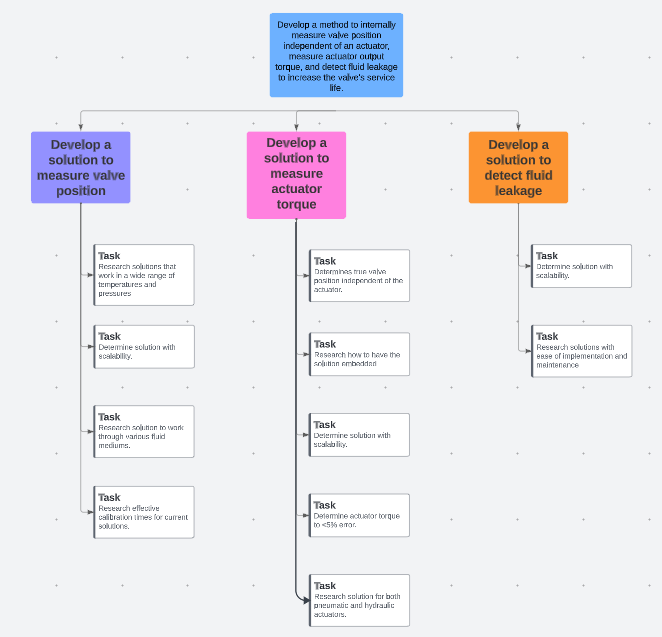 Develop a method to internally
measure valve position
independent of an actuator,
measure actuator output
torque, and detect fluid leakage
to increase the valve's service
life.
Develop a
solution to
measure valve
position
Task
Research solutions that
work in a wide range of
temperatures and
pressures
Task
Determine solution with
scalability.
Task
Research solution to work
through various fluid
mediums.
Task
Research effective
calibration times for current
solutions.
Develop a
solution to
measure
actuator
torque
Task
Determines true valve
position independent of the
actuator.
Task
Research how to have the
solution embedded
Task
Determine solution with
scalability.
Task
Determine actuator torque
to <5% error.
Task
Research solution for both
pneumatic and hydraulic
actuators.
Develop a
solution to
detect fluid
leakage
Task
Determine solution with
scalability.
Task
Research solutions with
ease of implementation and
maintenance